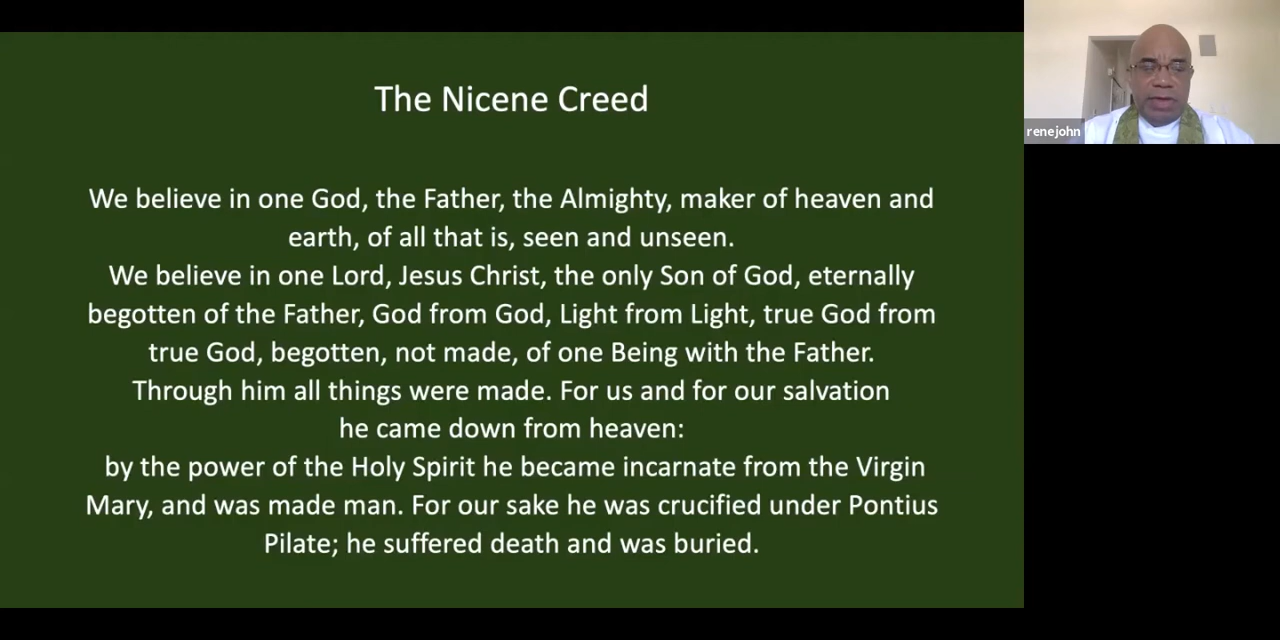 The Nicene Creed
We believe in one God, the Father, the Almighty, maker of heaven and
earth, of all that is, seen and unseen.
We believe in one Lord, Jesus Christ, the only Son of God, eternally
begotten of the Father, God from God, Light from Light, true God from
true God, begotten, not made, of one Being with the Father.
Through him all things were made. For us and for our salvation
he came down from heaven:
by the power of the Holy Spirit he became incarnate from the Virgin
Mary, and was made man. For our sake he was crucified under Pontius
Pilate; he suffered death and was buried.
renejohn